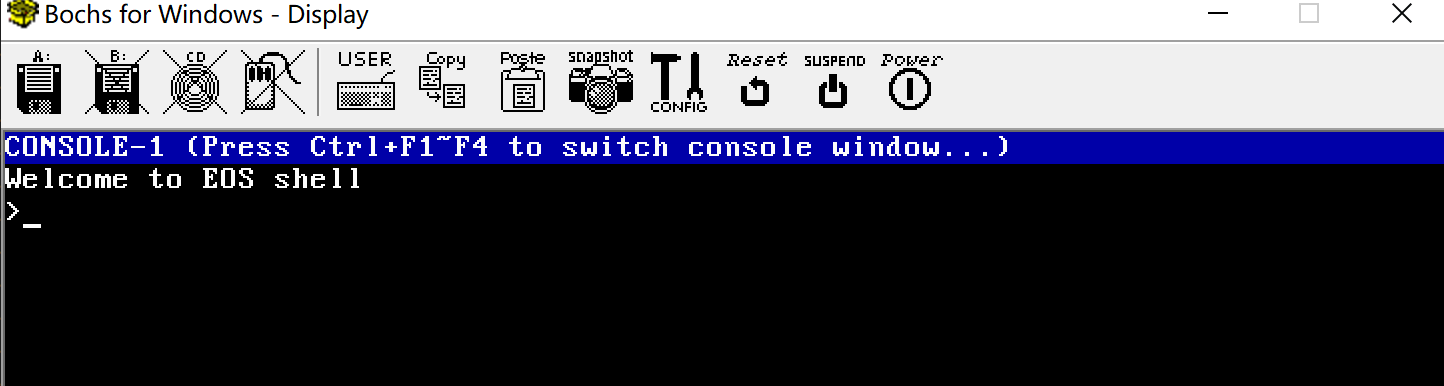 Bochs for Windows - Display
A: B: CD USER Copy Paste snapshot CONFIG Reset SUSPEND Power
CONSOLE-1 (Press Ctrl+F1~F4 to switch console window...)
Welcome to EOS shell
>_